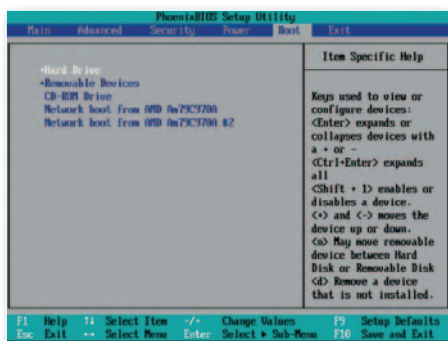 PhoenixBIOS Setup Utility
Main Advanced Security Power Boot Exit
Item Specific Help
+Hard Drive
+Removable Devices
CD-ROM Drive
Network boot from AMD Am79C970A
Network boot from AMD Am79C970A #2
Keys used to view or
configure devices:
<Enter> expands or
collapses devices with
a + or -
<Ctrl+Enter> expands
all
<Shift + 1> enables or
disables a device.
<+> and <-> moves the
device up or down.
<n> May move removable
device between Hard
Disk or Removable Disk
<d> Remove a device
that is not installed.
F1 Help ↑↓ Select Item -/+ Change Values F9 Setup Defaults
Esc Exit ↔ Select Menu Enter Select ▶ Sub-Menu F10 Save and Exit